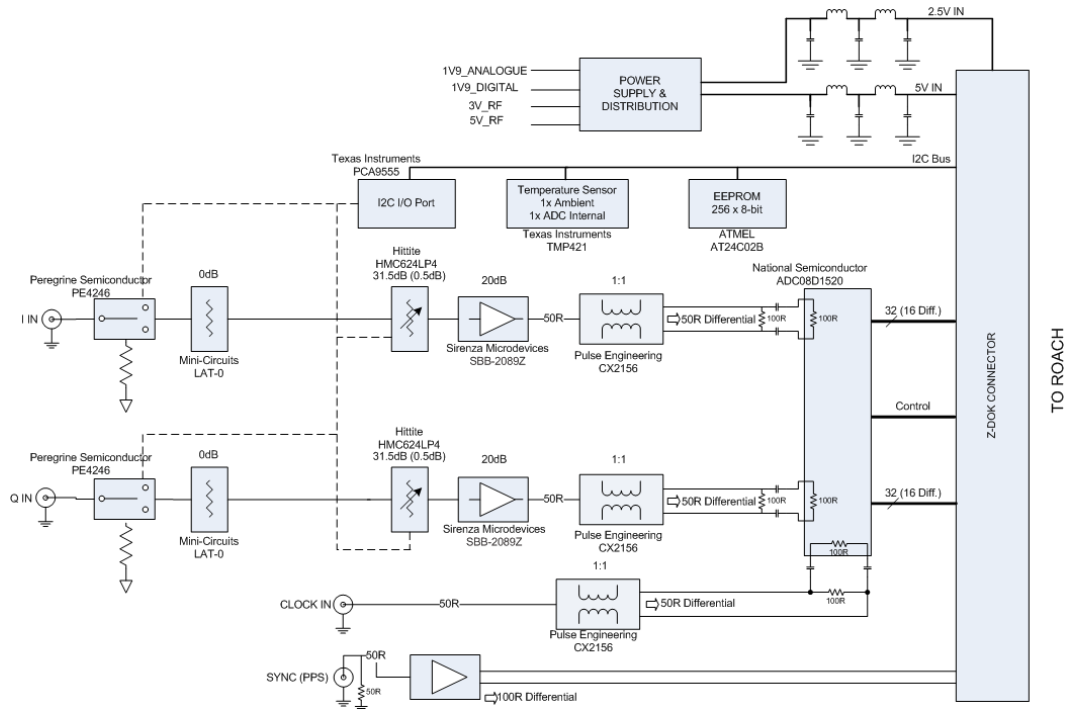 2.5V IN
1V9_ANALOGUE
1V9_DIGITAL
3V_RF
5V_RF
POWER
SUPPLY &
DISTRIBUTION
5V IN
I2C Bus
Texas Instruments
PCA9555
I2C I/O Port
Temperature Sensor
1x Ambient
1x ADC Internal
Texas Instruments
TMP421
EEPROM
256 x 8-bit
ATMEL
AT24C02B
Peregrine Semiconductor
PE4246
I IN
0dB
Mini-Circuits
LAT-0
Hittite
HMC624LP4
31.5dB (0.5dB)
20dB
Sirenza Microdevices
SBB-2089Z
50R
1:1
Pulse Engineering
CX2156
50R Differential
100R
100R
National Semiconductor
ADC08D1520
32 (16 Diff.)
Control
Z-DOK CONNECTOR
TO ROACH
Peregrine Semiconductor
PE4246
Q IN
0dB
Mini-Circuits
LAT-0
Hittite
HMC624LP4
31.5dB (0.5dB)
20dB
Sirenza Microdevices
SBB-2089Z
50R
1:1
Pulse Engineering
CX2156
50R Differential
100R
100R
32 (16 Diff.)
CLOCK IN
50R
1:1
Pulse Engineering
CX2156
50R Differential
100R
100R
SYNC (PPS)
50R
50R
100R Differential